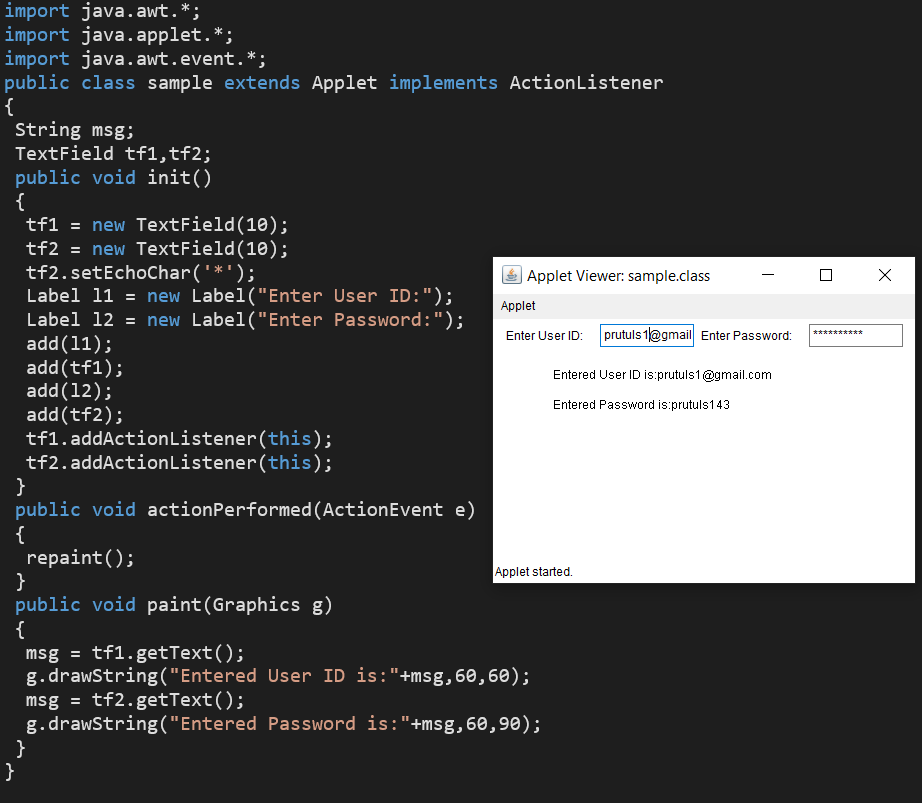 import java.awt.*;
import java.applet.*;
import java.awt.event.*;
public class sample extends Applet implements ActionListener
{
String msg;
TextField tf1,tf2;
public void init()
{
tf1 = new TextField(10);
tf2 = new TextField(10);
tf2.setEchoChar('*');
Label l1 = new Label("Enter User ID:");
Label l2 = new Label("Enter Password:");
add(l1);
add(tf1);
add(l2);
add(tf2);
tf1.addActionListener(this);
tf2.addActionListener(this);
}
public void actionPerformed(ActionEvent e)
{
repaint();
}
public void paint(Graphics g)
{
msg = tf1.getText();
g.drawString("Entered User ID is:"+msg,60,60);
msg = tf2.getText();
g.drawString("Entered Password is:"+msg,60,90);
}
}
Applet Viewer: sample.class
Applet
Enter User ID: prutuls1@gmail Enter Password: **********
Entered User ID is:prutuls1@gmail.com
Entered Password is:prutuls143
Applet started.